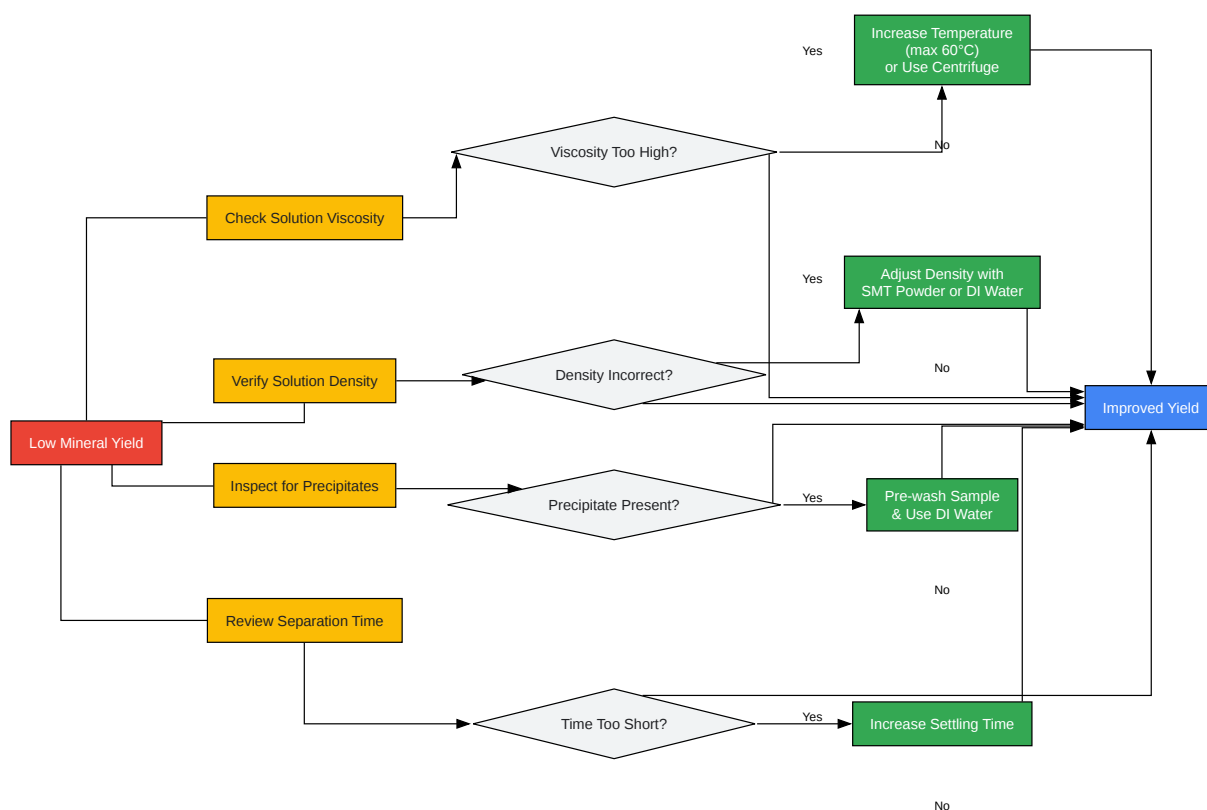 Increase Temperature
(max 60°C)
or Use Centrifuge
Yes
No
Viscosity Too High?
Check Solution Viscosity
Yes
Adjust Density with
SMT Powder or DI Water
No
Verify Solution Density
Density Incorrect?
Improved Yield
Low Mineral Yield
Inspect for Precipitates
Precipitate Present?
Yes
Pre-wash Sample
& Use DI Water
No
Review Separation Time
Time Too Short?
Yes
Increase Settling Time
No